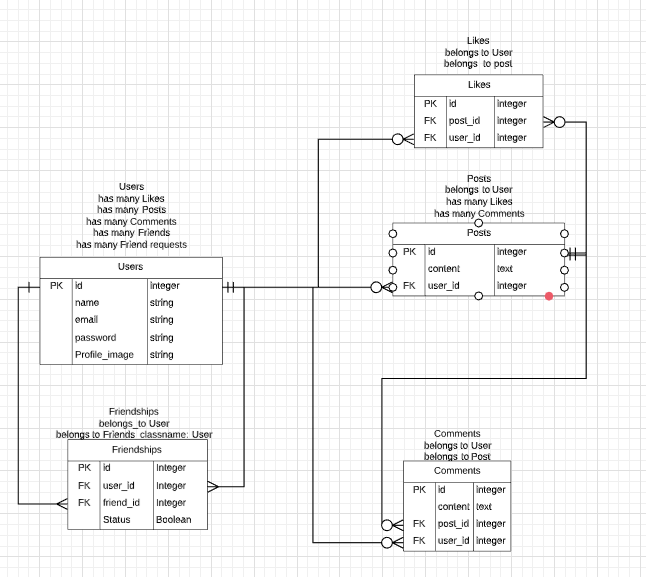 Likes
belongs to User
belongs to post
Likes
PK id integer
FK post_id integer
FK user_id integer
Posts
belongs to User
has many Likes
has many Comments
Posts
PK id integer
content text
FK user_id integer
Users
has many Likes
has many Posts
has many Comments
has many Friends
has many Friend requests
Users
PK id integer
name string
email string
password string
Profile_image string
Friendships
belongs_to User
belongs to Friends classname: User
Friendships
PK id Integer
FK user_id Integer
FK friend_id Integer
Status Boolean
Comments
belongs to User
belongs to Post
Comments
PK id integer
content text
FK post_id integer
FK user_id integer